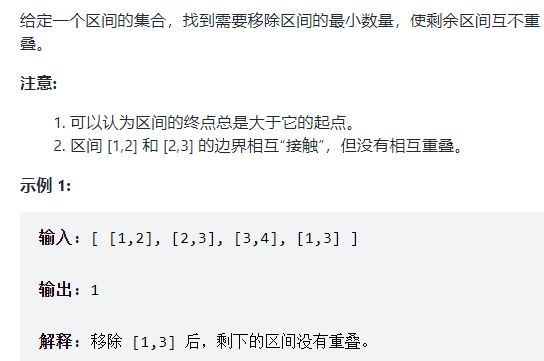 给定一个区间的集合，找到需要移除区间的最小数量，使剩余区间互不重
叠。
注意:
1. 可以认为区间的终点总是大于它的起点。
2. 区间 [1,2] 和 [2,3] 的边界相互“接触”，但没有相互重叠。
示例 1:
输入: [ [1,2], [2,3], [3,4], [1,3] ]
输出: 1
解释: 移除 [1,3] 后，剩下的区间没有重叠。